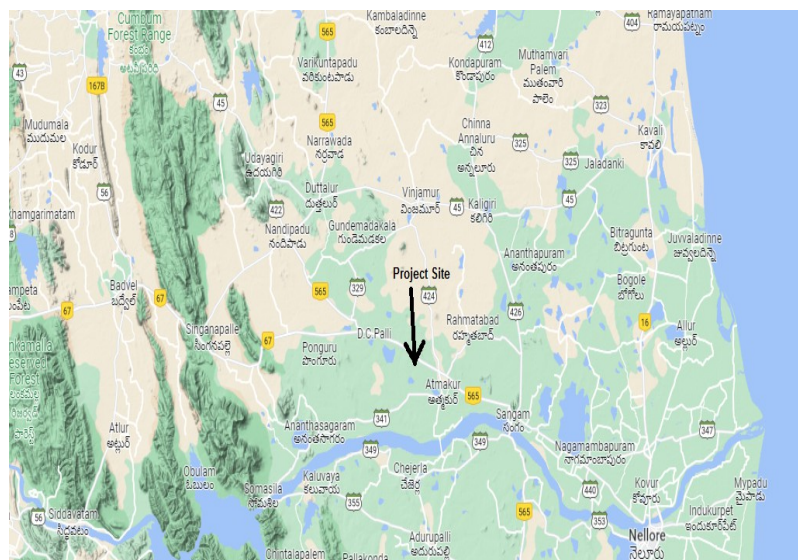 Cumbum
Forest Range
Kambaladinne
కంబాలదిన్నె
Ramayapatnam
రామయపట్నం
565
404
43
167B
Varikuntapadu
వరికుంటపాడు
412
Kondapuram
కొండాపురం
Muthamvari
Palem
ముతంవారి
పాలెం
45
323
Mudumala
ముదుమల
565
Chinna
Annaluru
చిన
అన్నలూరు
Kavali
కావలి
Kodur
కోడూర్
Narrawada
నర్రవాడ
325
325
Jaladanki
Udayagiri
ఉదయగిరి
56
Duttalur
దుత్తలుర్
Vinjamur
వింజమూర్
45
Kaligiri
కలిగిరి
45
khamgarimatam
422
Gundemadakala
గుండెమడకల
Nandipadu
నందిపాడు
Bitragunta
బిట్రగుంట
Juvvaladinne
జువ్వలదిన్నె
Ananthapuram
అనంతపురం
Project Site
Badvel
బద్వేల్
67
565
329
424
Bogole
బోగోలు
67
426
16
Allur
అల్లుర్
Singanapalle
సింగనపల్లె
67
D.C.Palli
Rahmatabad
రహ్మతబాద్
Ponguru
పొంగూరు
Atmakur
ఆత్మకుర్
565
Atlur
అట్లుర్
Ananthasagaram
అనంతసాగరం
341
Sangam
సంగం
347
349
349
Nagamambapuram
నాగమాంబాపురం
Obulam
ఓబులం
Somasila
సోమశిల
Kaluvaya
కలువాయ
Chejerla
చేజెర్ల
Kovur
కోవూరు
Mypadu
మైపాడు
440
355
Siddavatam
సిద్దవటం
56
565
353
Indukurpet
ఇందుకూర్‌పేట్
Nellore
నెలూరు
Adurupalli
అదురుపల్లి
Chintalapalem
Pallakonda